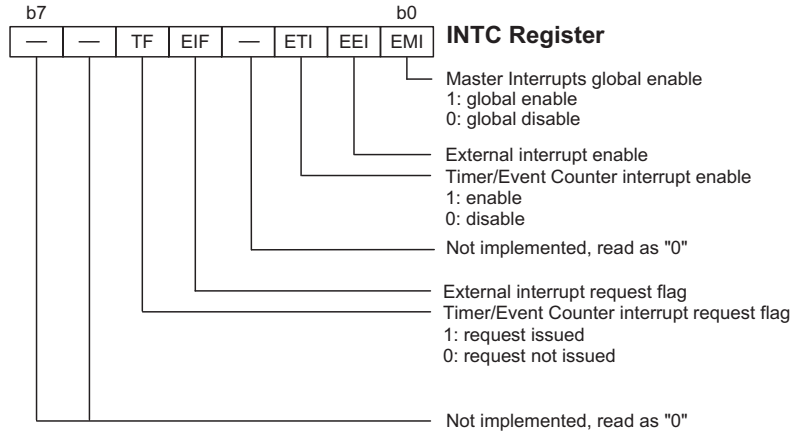 b7 b0
— — TF EIF — ETI EEI EMI INTC Register
Master Interrupts global enable
1: global enable
0: global disable
External interrupt enable
Timer/Event Counter interrupt enable
1: enable
0: disable
Not implemented, read as "0"
External interrupt request flag
Timer/Event Counter interrupt request flag
1: request issued
0: request not issued
Not implemented, read as "0"